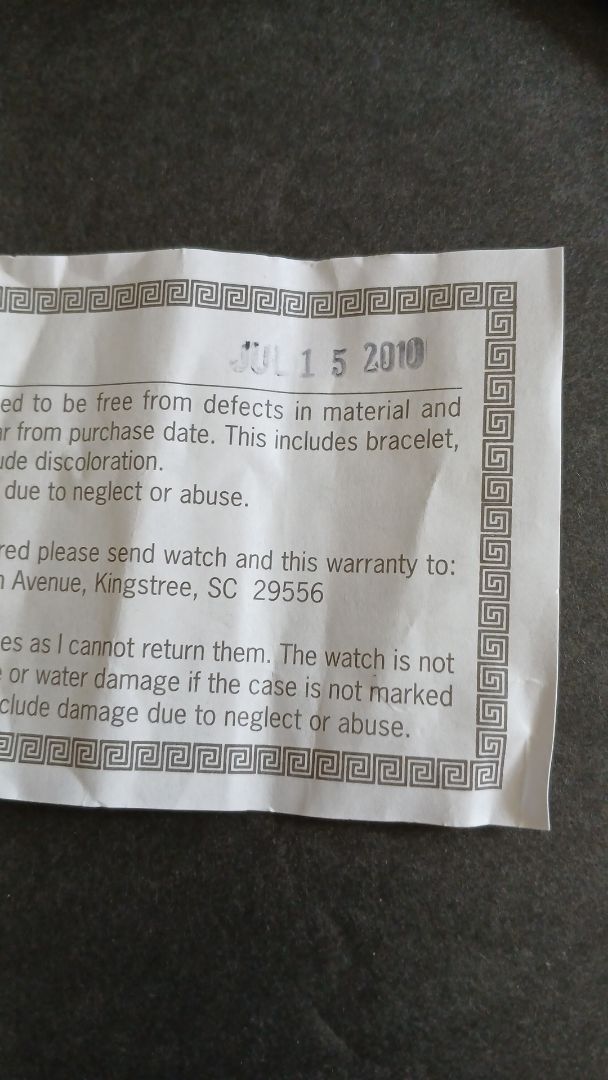 JUL 15 2010
ed to be free from defects in material and
from purchase date. This includes bracelet,
ude discoloration.
due to neglect or abuse.
red please send watch and this warranty to:
Avenue, Kingstree, SC 29556
es as I cannot return them. The watch is not
or water damage if the case is not marked
clude damage due to neglect or abuse.